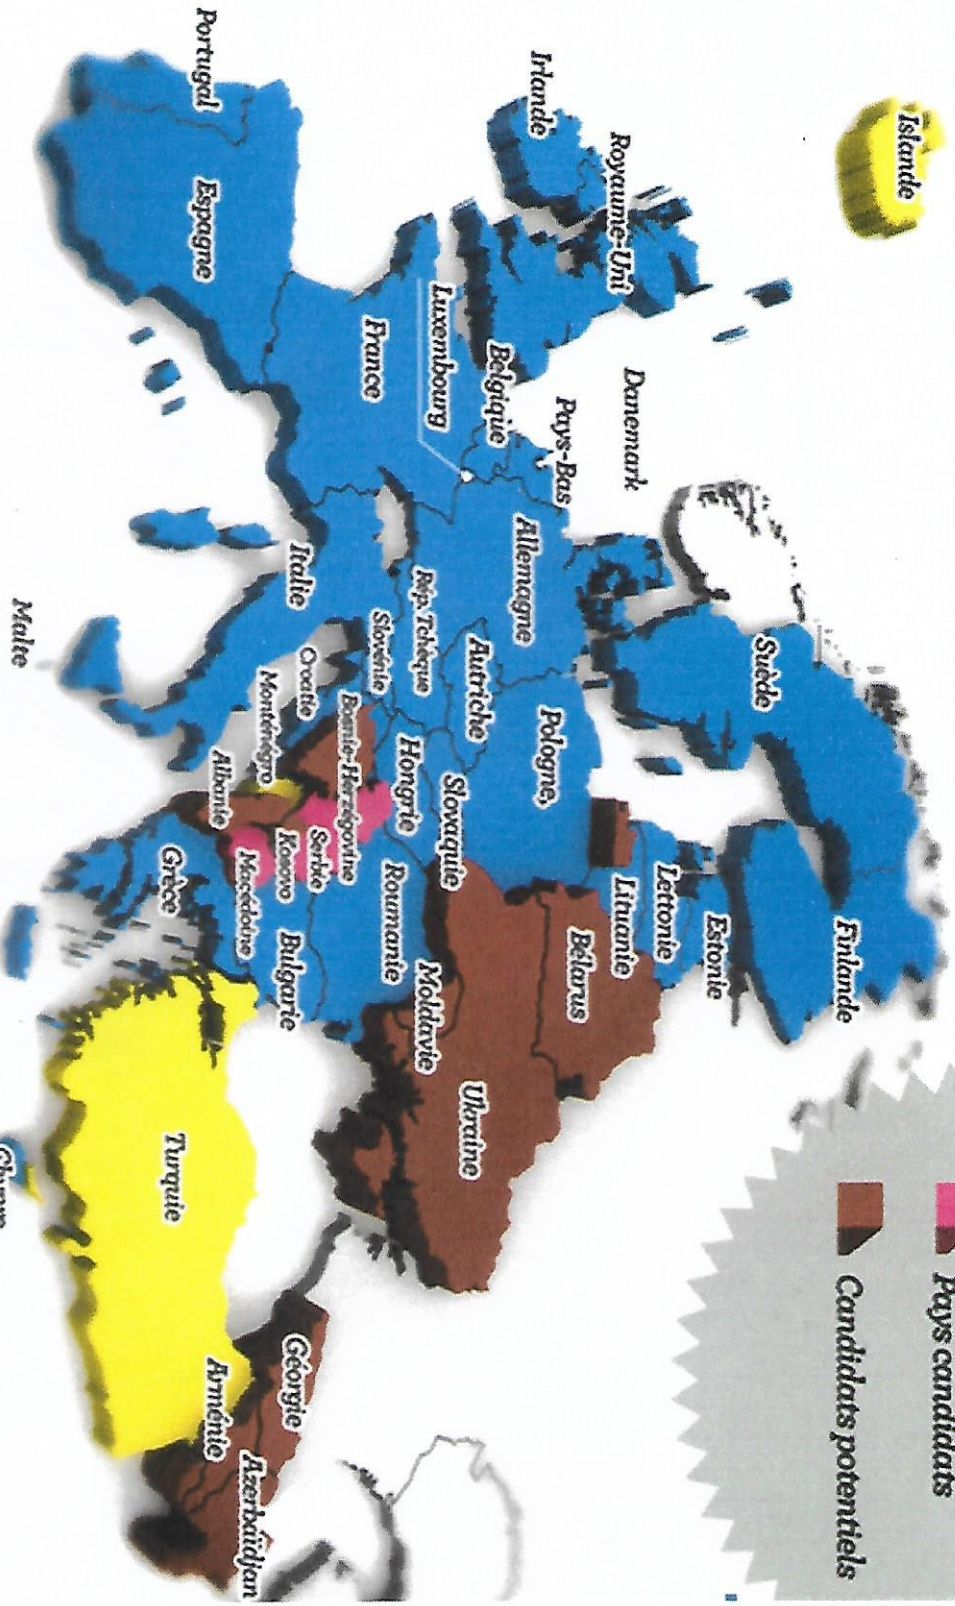 Islande
Pays candidats
Candidats potentiels
Suède
Finlande
Irlande
Royaume-Uni
Danemark
Estonie
Lettonie
Lituanie
Pays-Bas
Belgique
Luxembourg
Allemagne
Pologne,
Bélarus
Autriche
Slovaquie
Ukraine
Rép. Tchèque
Moldavie
France
Slovénie
Hongrie
Roumanie
Croatie
Bosnie-Herzégovine
Serbie
Italie
Monténégro
Kosovo
Bulgarie
Géorgie
Portugal
Espagne
Albanie
Macédoine
Arménie
Azerbaïdjan
Grèce
Turquie
Malte